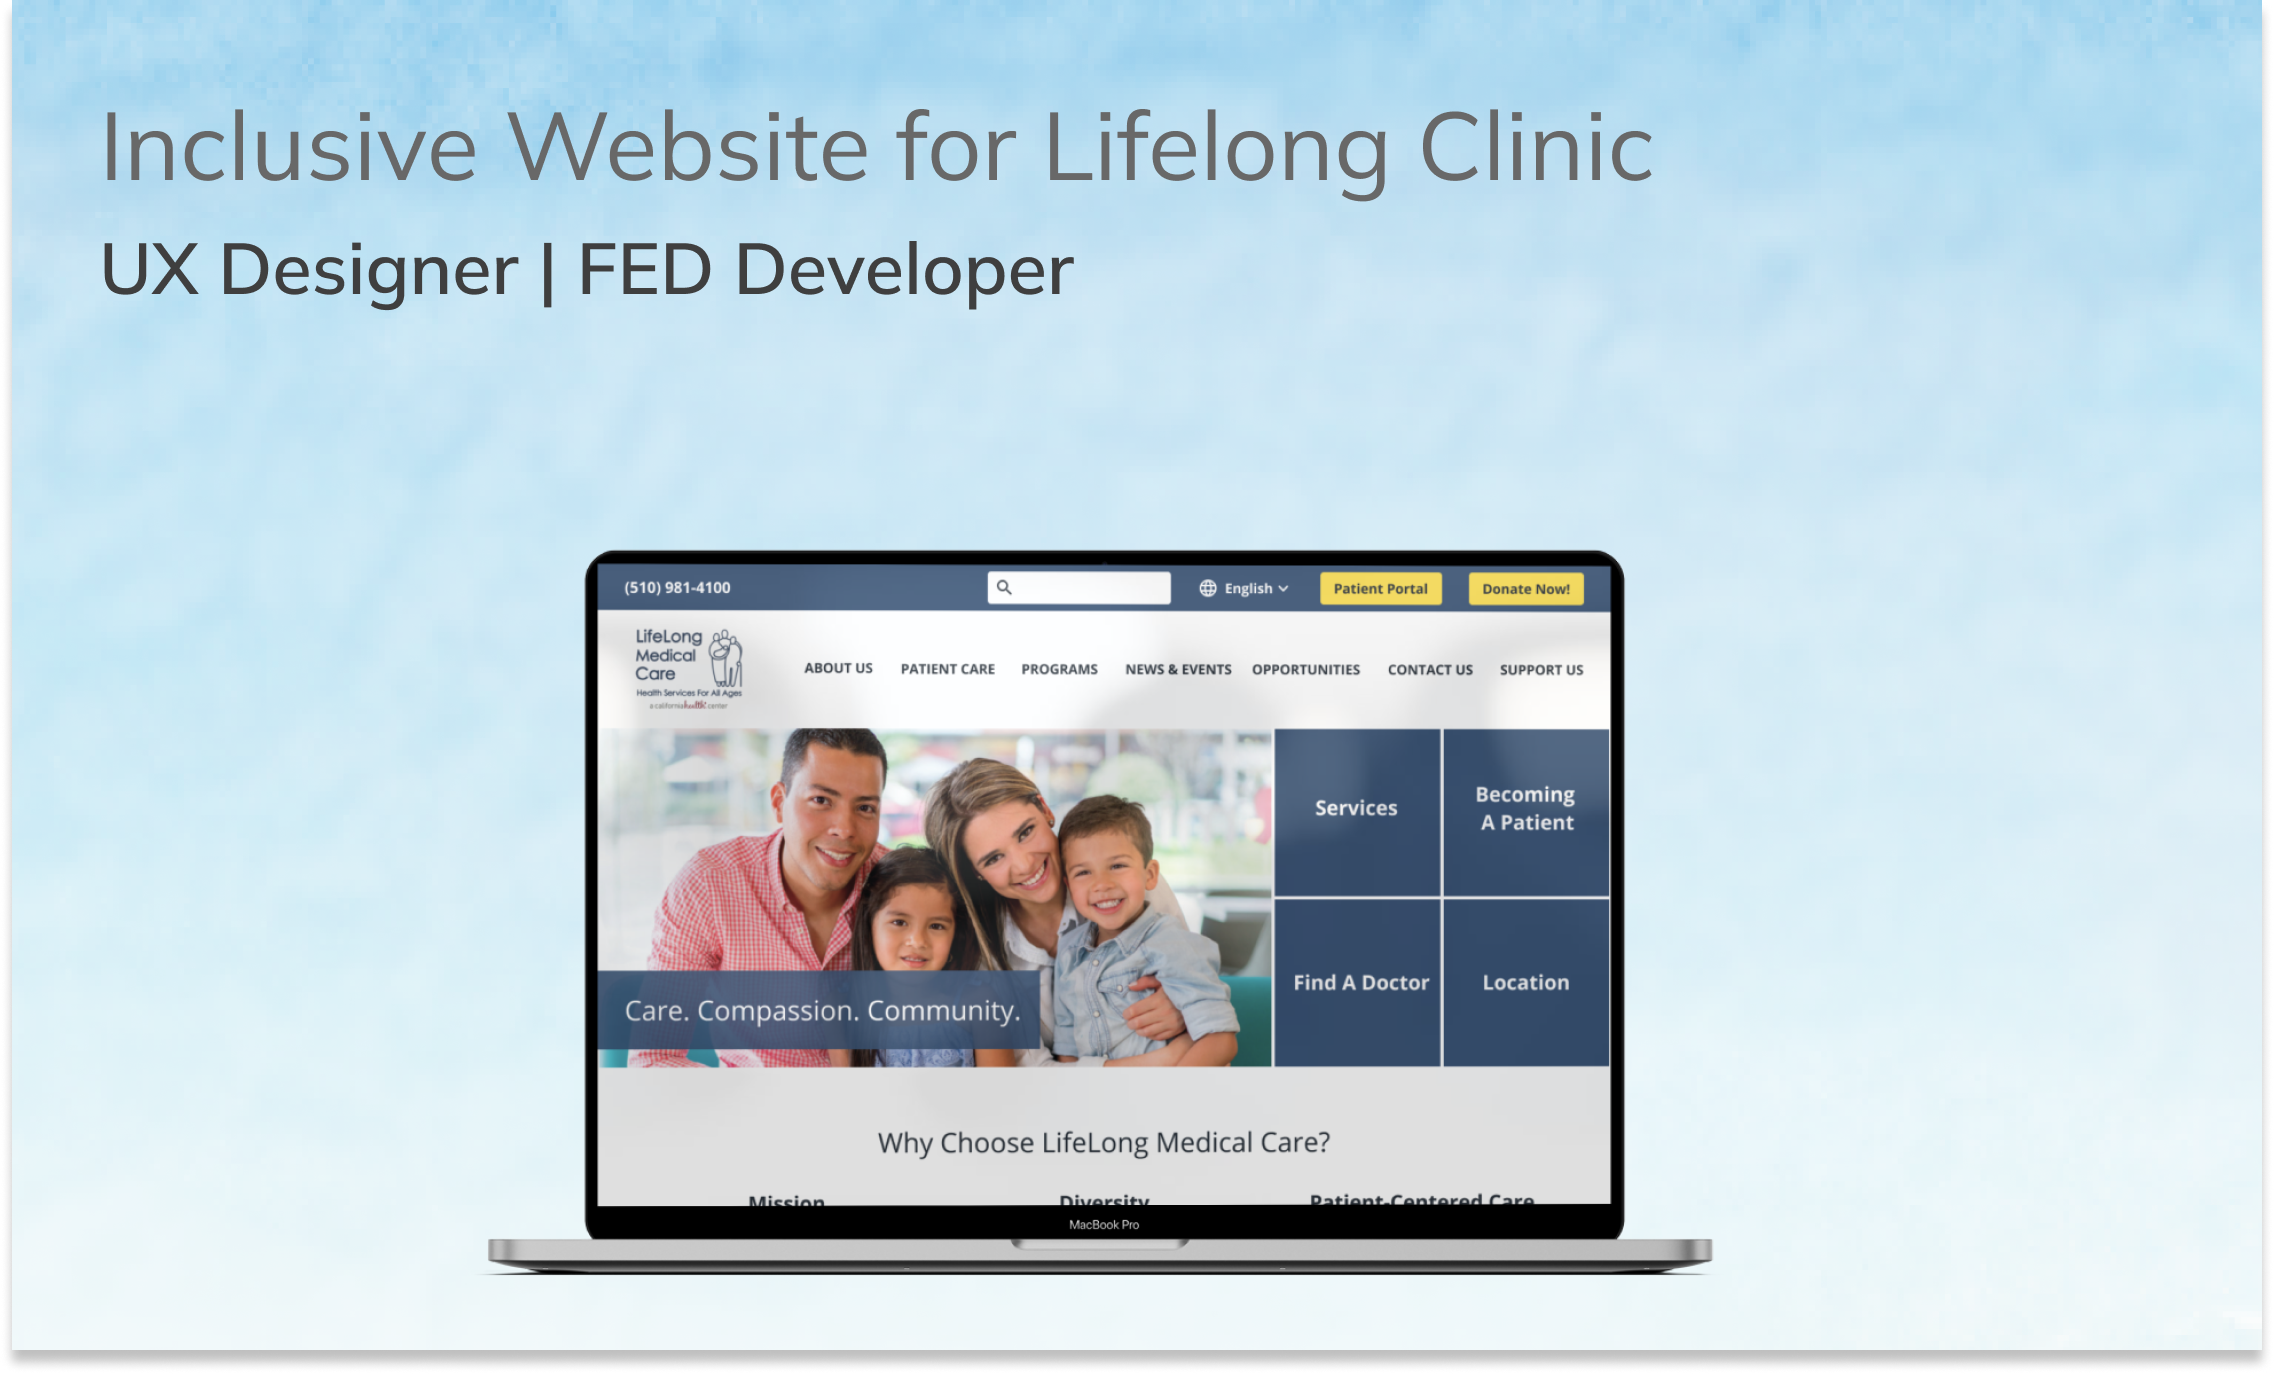 Inclusive Website for Lifelong Clinic
UX Designer | FED Developer
(510) 981-4100
English
Patient Portal
Donate Now!
LifeLong
Medical
Care
Health Services For All Ages
a california health center
ABOUT US
PATIENT CARE
PROGRAMS
NEWS & EVENTS
OPPORTUNITIES
CONTACT US
SUPPORT US
Services
Becoming
A Patient
Find A Doctor
Location
Care. Compassion. Community.
Why Choose LifeLong Medical Care?
Mission
Diversity
Patient-Centered Care
MacBook Pro